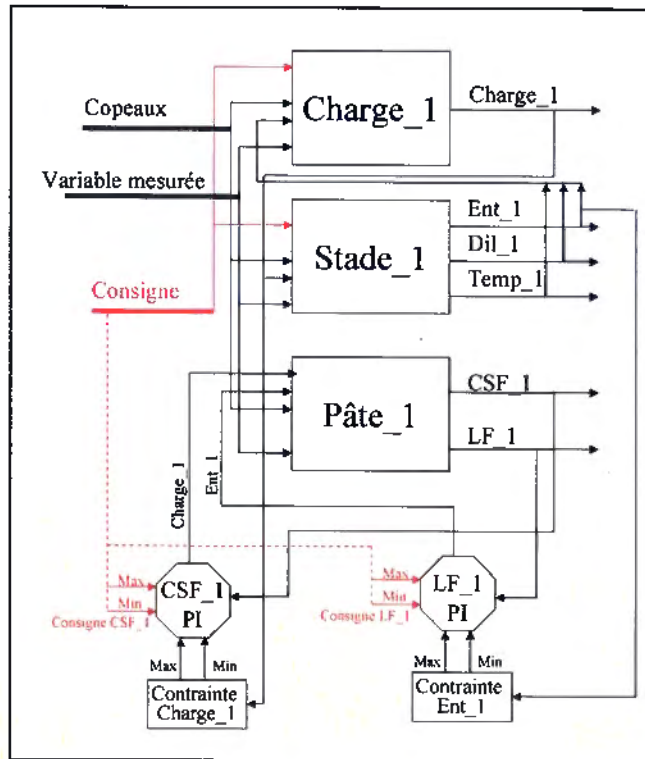 Copeaux
Variable mesurée
Consigne
Charge_1
Charge_1
Stade_1
Ent_1
Dil_1
Temp_1
Pâte_1
CSF_1
LF_1
Charge_1
Ent_1
Max
Min
Consigne CSF_1
CSF_1
PI
Max
Min
Consigne LF_1
LF_1
PI
Max
Min
Contrainte
Charge_1
Max
Min
Contrainte
Ent_1